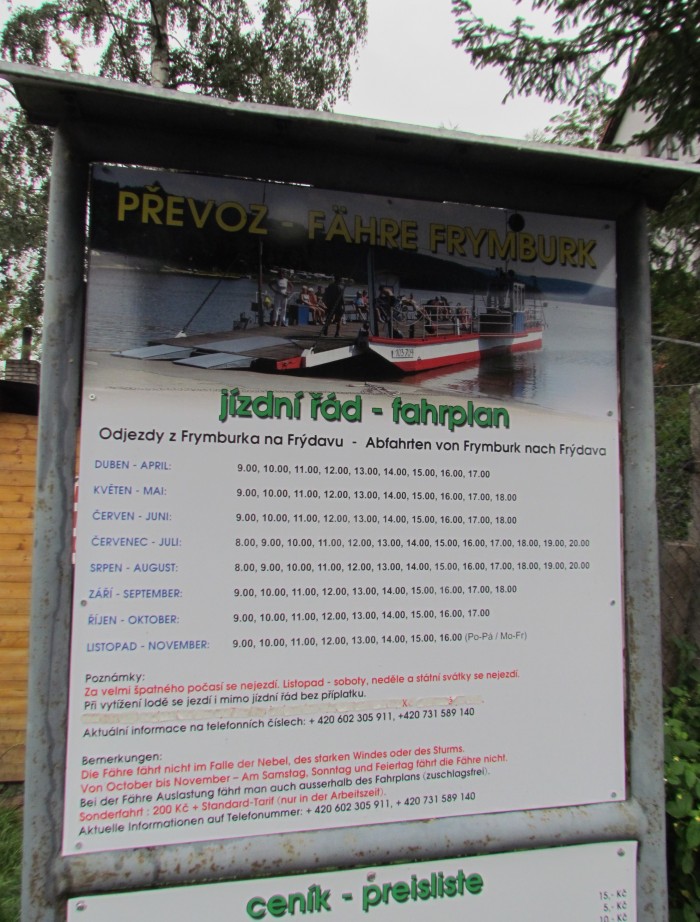 PŘEVOZ - FÄHRE FRYMBURK
jízdní řád - fahrplan
Odjezdy z Frymburka na Frýdavu - Abfahrten von Frymburk nach Frýdava
DUBEN - APRIL: 9.00, 10.00, 11.00, 12.00, 13.00, 14.00, 15.00, 16.00, 17.00
KVĚTEN - MAI: 9.00, 10.00, 11.00, 12.00, 13.00, 14.00, 15.00, 16.00, 17.00, 18.00
ČERVEN - JUNI: 9.00, 10.00, 11.00, 12.00, 13.00, 14.00, 15.00, 16.00, 17.00, 18.00
ČERVENEC - JULI: 8.00, 9.00, 10.00, 11.00, 12.00, 13.00, 14.00, 15.00, 16.00, 17.00, 18.00, 19.00, 20.00
SRPEN - AUGUST: 8.00, 9.00, 10.00, 11.00, 12.00, 13.00, 14.00, 15.00, 16.00, 17.00, 18.00, 19.00, 20.00
ZÁŘÍ - SEPTEMBER: 9.00, 10.00, 11.00, 12.00, 13.00, 14.00, 15.00, 16.00, 17.00, 18.00
ŘÍJEN - OKTOBER: 9.00, 10.00, 11.00, 12.00, 13.00, 14.00, 15.00, 16.00, 17.00
LISTOPAD - NOVEMBER: 9.00, 10.00, 11.00, 12.00, 13.00, 14.00, 15.00, 16.00 (Po-Pá / Mo-Fr)
Poznámky:
Za velmi špatného počasí se nejezdí. Listopad - soboty, neděle a státní svátky se nejezdí.
Při vytížení lodě se jezdí i mimo jízdní řád bez příplatku.
Aktuální informace na telefonních číslech: + 420 602 305 911, +420 731 589 140
Bemerkungen:
Die Fähre fährt nicht im Falle der Nebel, des starken Windes oder des Sturms.
Von October bis November – Am Samstag, Sonntag und Feiertag fährt die Fähre nicht.
Bei der Fähre Auslastung fährt man auch ausserhalb des Fahrplans (zuschlagsfrei).
Sonderfahrt : 200 Kč + Standard-Tarif (nur in der Arbeitszeit).
Aktuelle Informationen auf Telefonummer: + 420 602 305 911, + 420 731 589 140
ceník - preisliste
15,- Kč
5,- Kč
10,- Kč